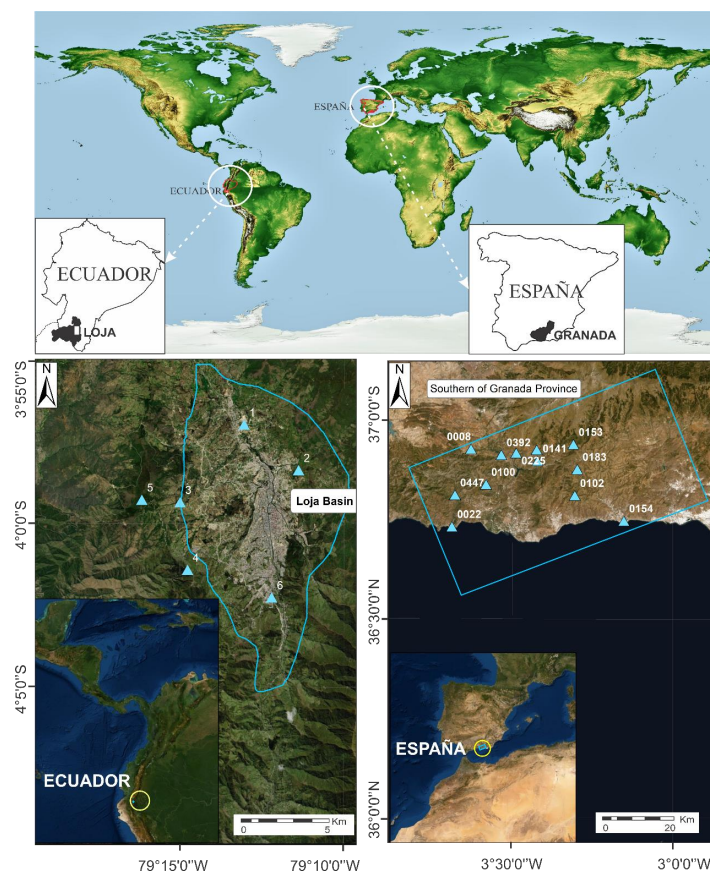 ESPAÑA
ECUADOR
ECUADOR
LOJA
ESPAÑA
GRANADA
3°55'0"S
4°0'0"S
4°5'0"S
N
1
2
5
3
Loja Basin
4
6
ECUADOR
0
5
Km
79°15'0"W
79°10'0"W
37°0'0"S
36°30'0"N
36°0'0"N
N
Southern of Granada Province
0008
0392
0141
0153
0225
0183
0100
0447
0102
0022
0154
ESPAÑA
0
20
Km
3°30'0"W
3°0'0"W